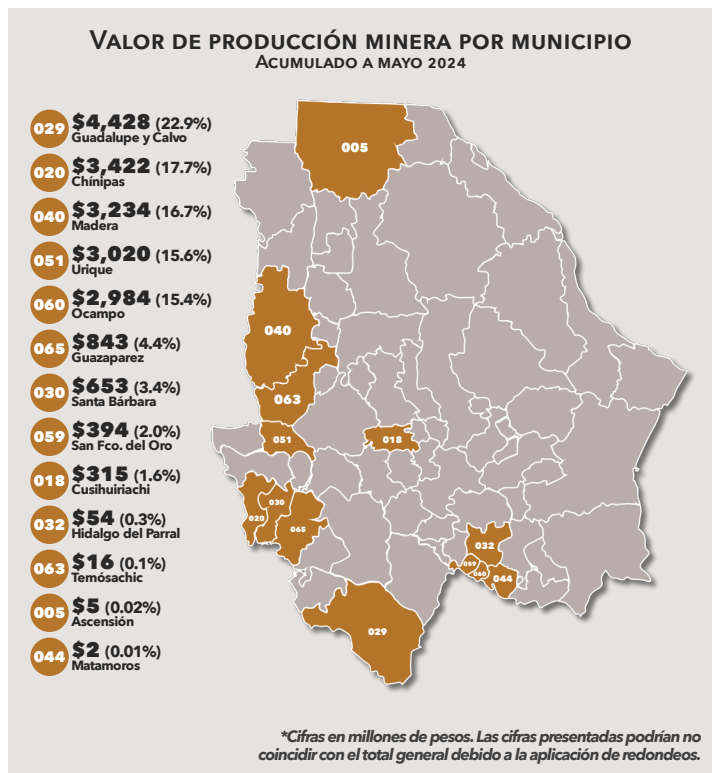 VALOR DE PRODUCCIÓN MINERA POR MUNICIPIO
ACUMULADO A MAYO 2024
029 $4,428 (22.9%)
Guadalupe y Calvo
020 $3,422 (17.7%)
Chínipas
040 $3,234 (16.7%)
Madera
051 $3,020 (15.6%)
Urique
060 $2,984 (15.4%)
Ocampo
065 $843 (4.4%)
Guazaparez
030 $653 (3.4%)
Santa Bárbara
059 $394 (2.0%)
San Fco. del Oro
018 $315 (1.6%)
Cusihuiriachi
032 $54 (0.3%)
Hidalgo del Parral
063 $16 (0.1%)
Temósachic
005 $5 (0.02%)
Ascensión
044 $2 (0.01%)
Matamoros
005
040
063
051
018
030
020
065
032
059
060
044
029
*Cifras en millones de pesos. Las cifras presentadas podrían no
coincidir con el total general debido a la aplicación de redondeos.